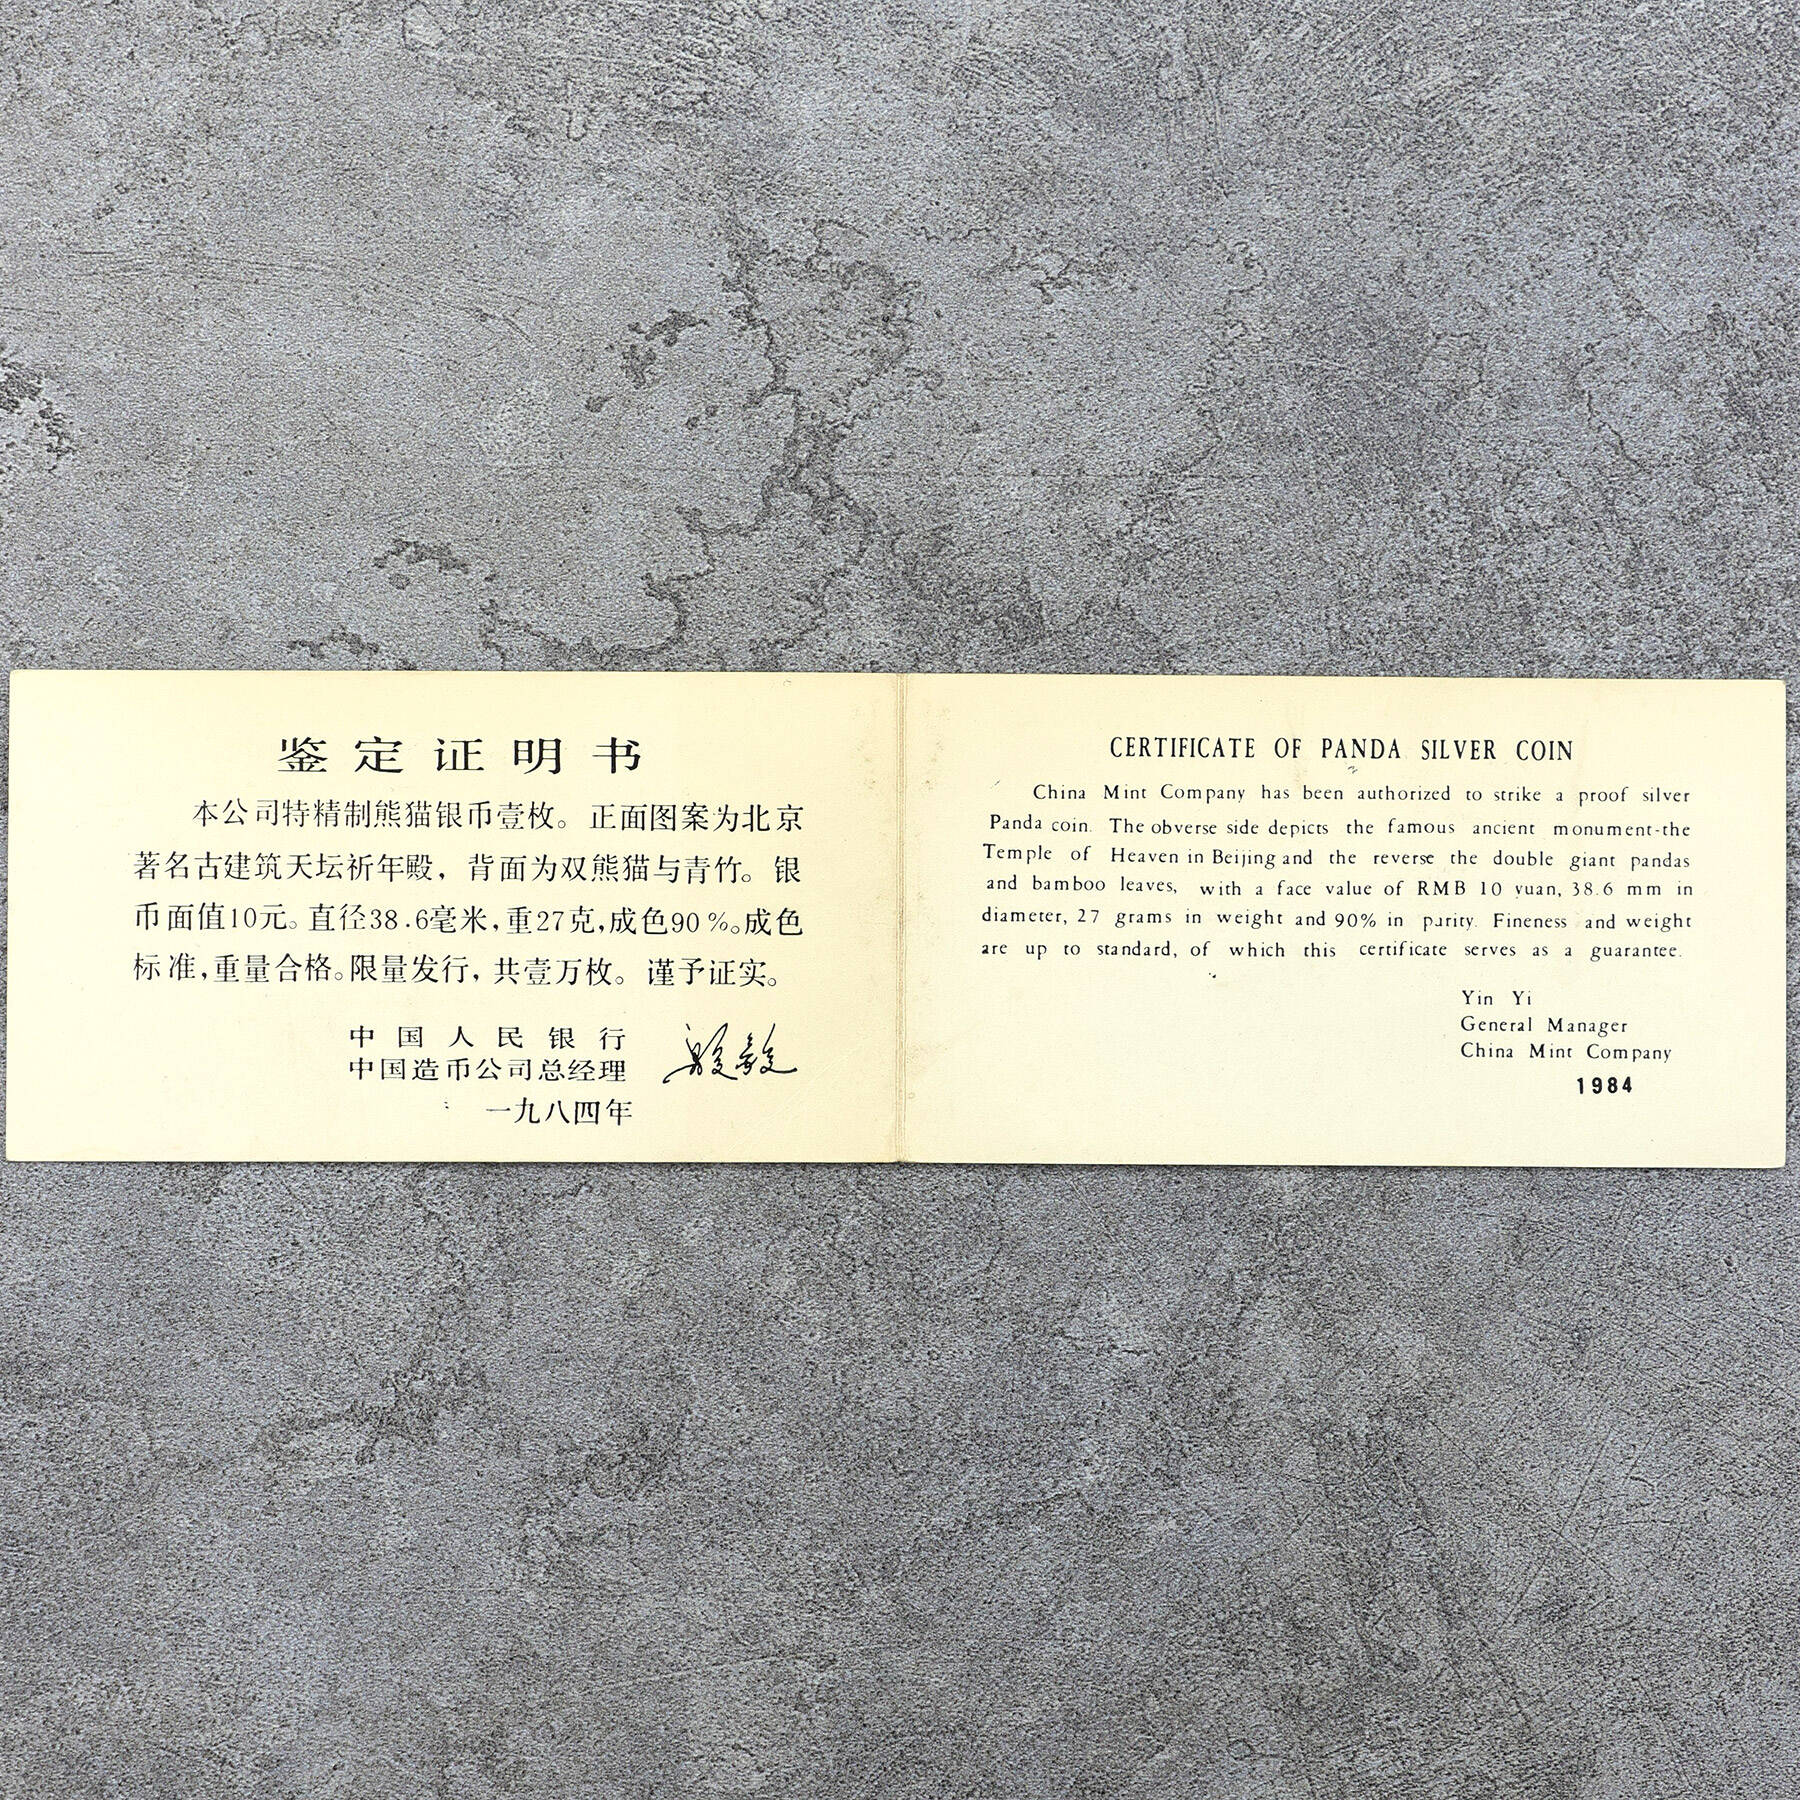 鉴定证明书
本公司特精制熊猫银币壹枚。正面图案为北京
著名古建筑天坛祈年殿，背面为双熊猫与青竹。银
币面值10元。直径38.6毫米，重27克，成色90%。成色
标准，重量合格。限量发行，共壹万枚。谨予证实。
中国人民银行
中国造币公司总经理
一九八四年
CERTIFICATE OF PANDA SILVER COIN
China Mint Company has been authorized to strike a proof silver
Panda coin. The obverse side depicts the famous ancient monument-the
Temple of Heaven in Beijing and the reverse the double giant pandas
and bamboo leaves, with a face value of RMB 10 yuan, 38.6 mm in
diameter, 27 grams in weight and 90% in purity. Fineness and weight
are up to standard, of which this certificate serves as a guarantee.
Yin Yi
General Manager
China Mint Company
1984